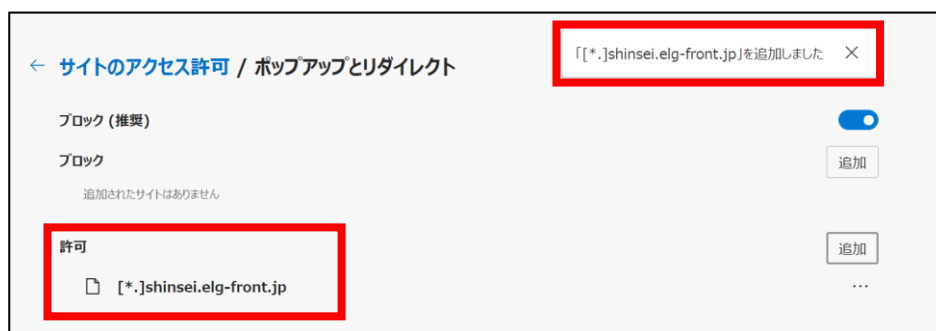 「[*.]shinsei.elg-front.jp」を追加しました ×
← サイトのアクセス許可 / ポップアップとリダイレクト
ブロック (推奨)
ブロック 追加
追加されたサイトはありません
許可 追加
[*.]shinsei.elg-front.jp ...